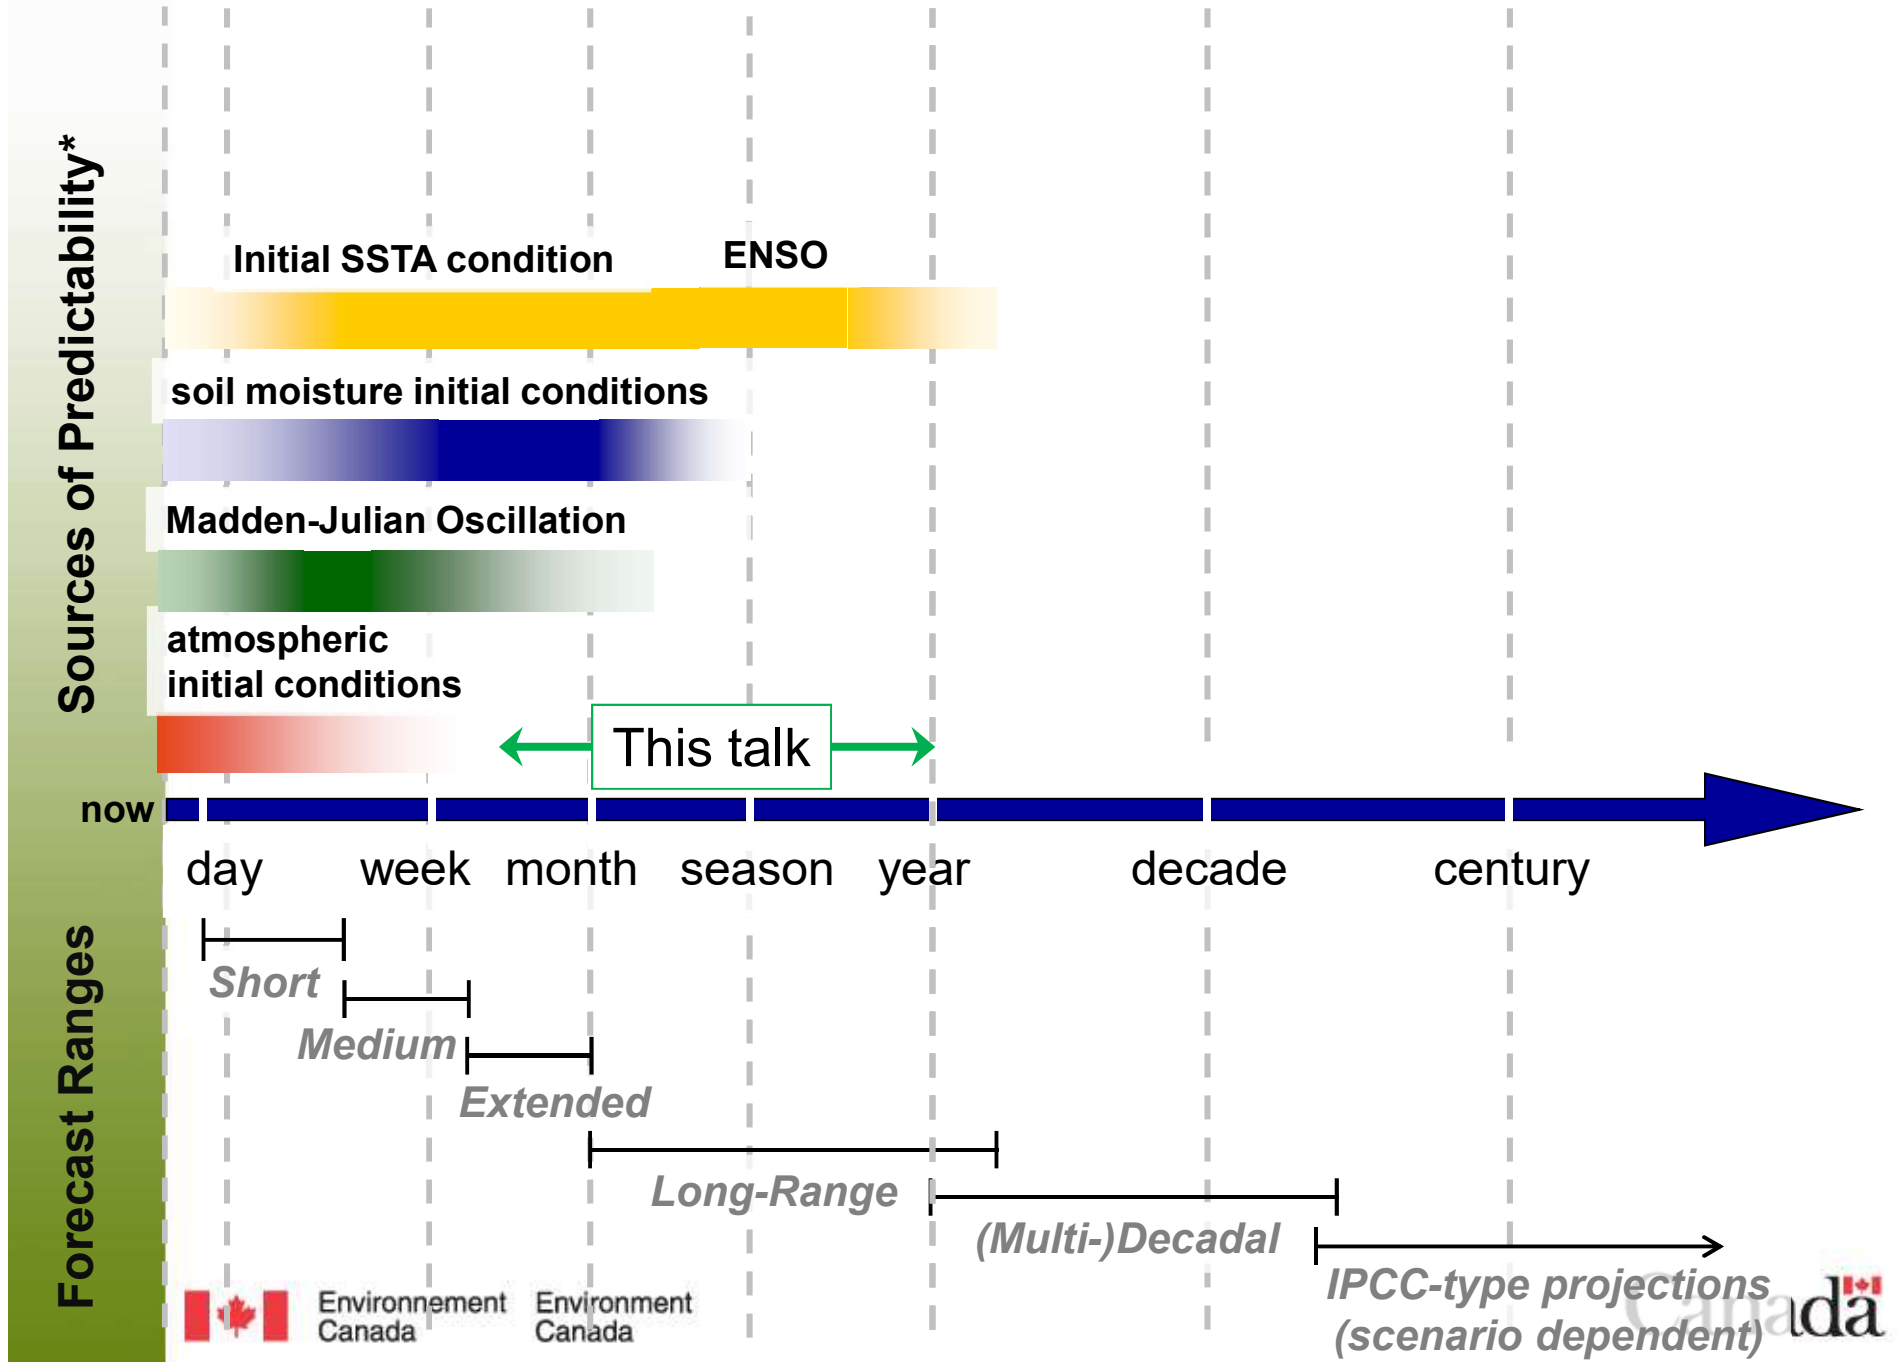 Sources of Predictability*
Initial SSTA condition
ENSO
soil moisture initial conditions
Madden-Julian Oscillation
atmospheric
initial conditions
This talk
now
day
week
month
season
year
decade
century
Forecast Ranges
Short
Medium
Extended
Long-Range
(Multi-)Decadal
IPCC-type projections
(scenario dependent)
Environnement
Canada
Environment
Canada
Canada